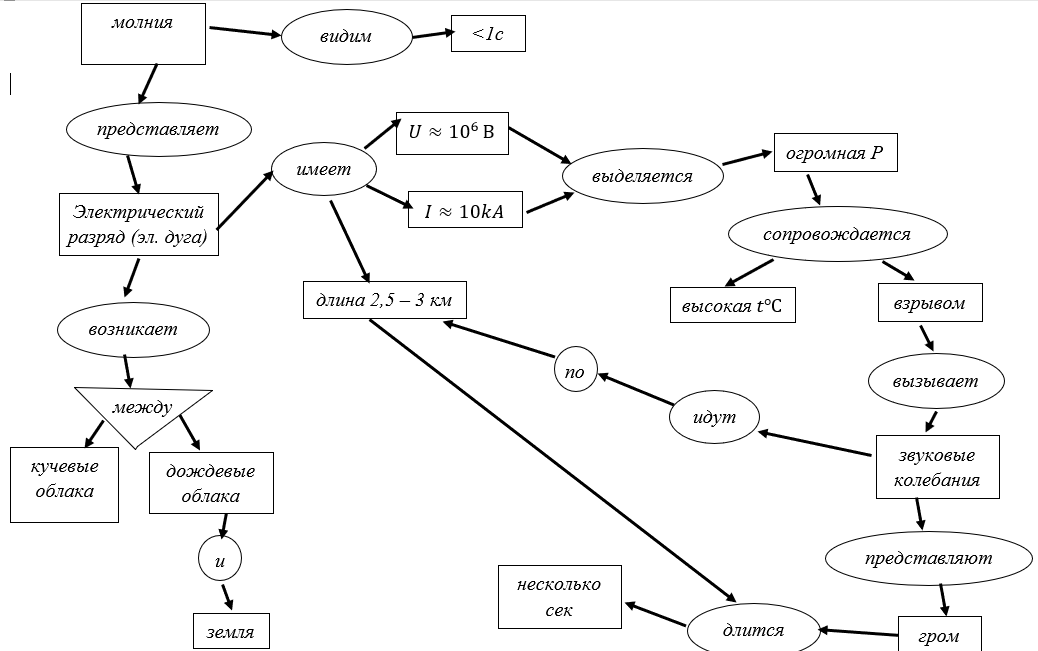 молния
видим
<1с
представляет
U ≈ 10⁶ В
огромная P
имеет
выделяется
I ≈ 10kA
Электрический
разряд (эл. дуга)
сопровождается
длина 2,5 – 3 км
высокая t°C
взрывом
возникает
по
вызывает
между
идут
кучевые
облака
дождевые
облака
звуковые
колебания
и
представляют
несколько
сек
земля
длится
гром